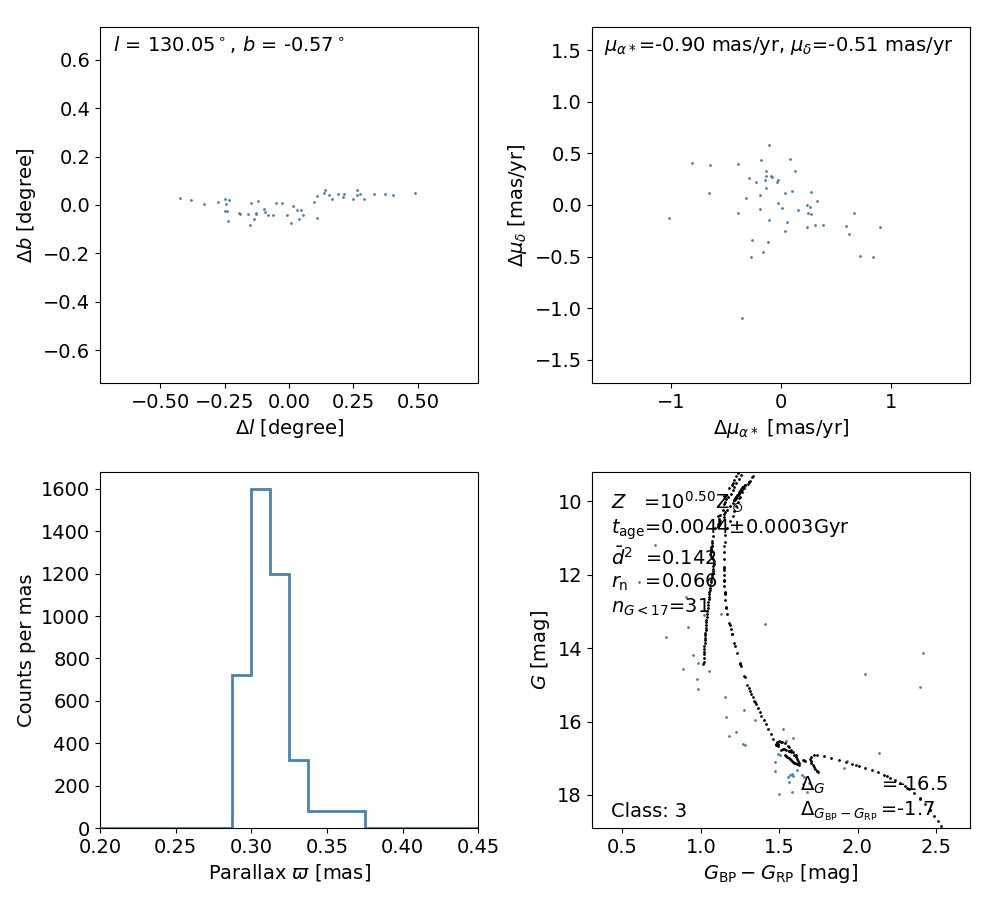 l = 130.05°, b = -0.57°
0.6
0.4
0.2
0.0
−0.2
−0.4
−0.6
Δb [degree]
−0.50 −0.25 0.00 0.25 0.50
Δl [degree]
μα∗=-0.90 mas/yr, μδ=-0.51 mas/yr
1.5
1.0
0.5
0.0
−0.5
−1.0
−1.5
Δμδ [mas/yr]
−1 0 1
Δμα∗ [mas/yr]
1600
1400
1200
1000
800
600
400
200
0
Counts per mas
0.20 0.25 0.30 0.35 0.40 0.45
Parallax ϖ [mas]
Z =10^0.50 Z⊙
t_age=0.0044±0.0003Gyr
d̄² =0.142
r_n =0.066
n_G<17=31
10
12
14
16
18
G [mag]
Δ_G = 16.5
Δ_GBP−GRP =-1.7
Class: 3
0.5 1.0 1.5 2.0 2.5
G_BP − G_RP [mag]